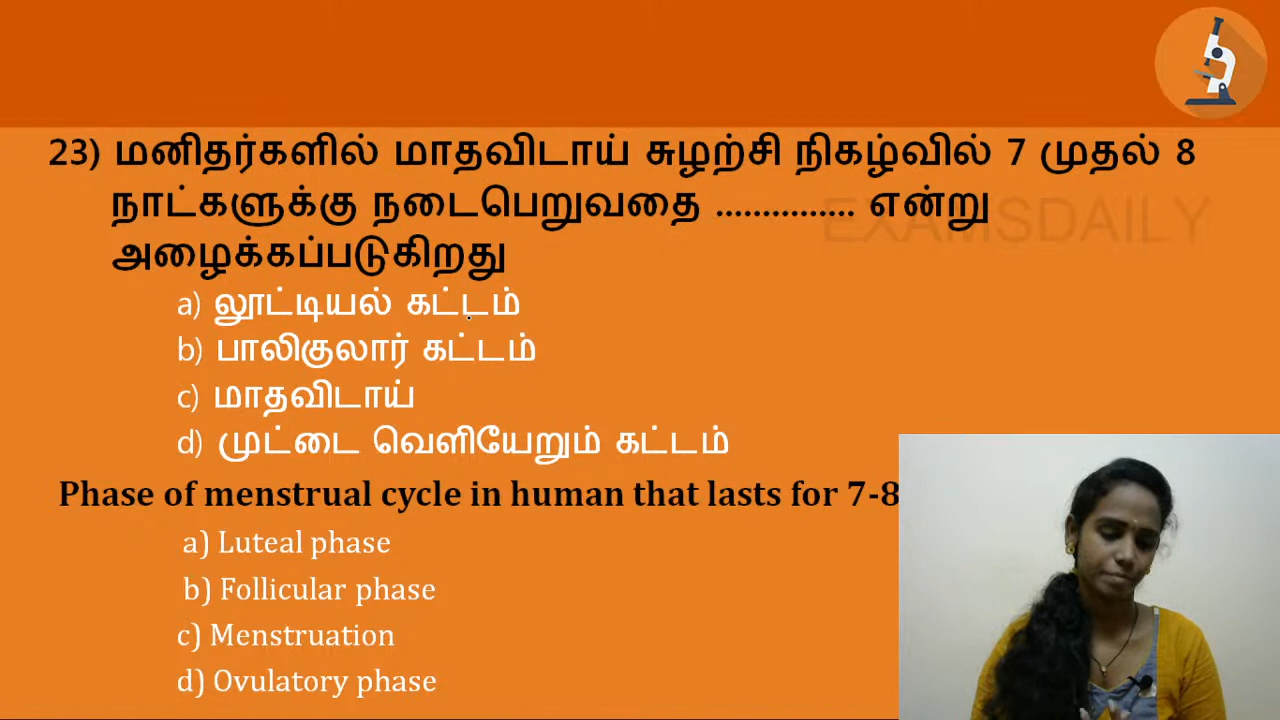 23) மனிதர்களில் மாதவிடாய் சுழற்சி நிகழ்வில் 7 முதல் 8
நாட்களுக்கு நடைபெறுவதை ............... என்று
அழைக்கப்படுகிறது
EXAMSDAILY
a) லூட்டியல் கட்டம்
b) பாலிகுலார் கட்டம்
c) மாதவிடாய்
d) முட்டை வெளியேறும் கட்டம்
Phase of menstrual cycle in human that lasts for 7-8
a) Luteal phase
b) Follicular phase
c) Menstruation
d) Ovulatory phase